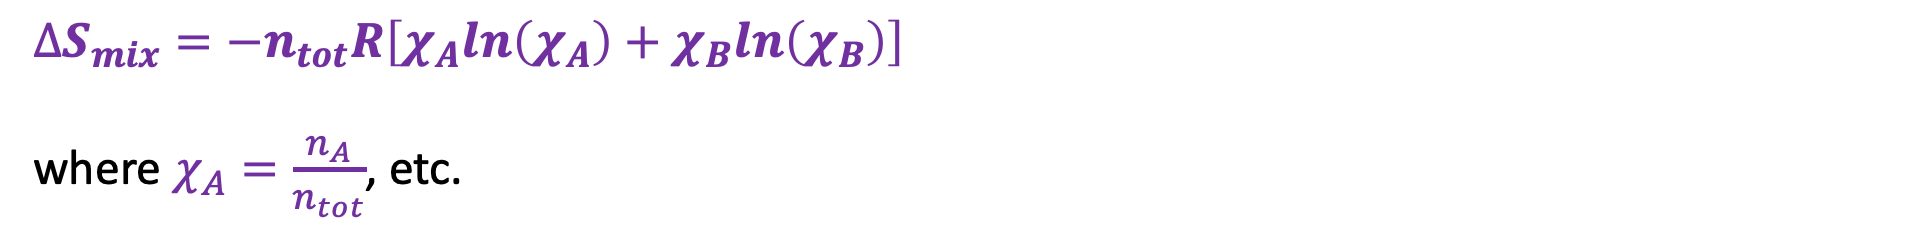 ΔS_mix = −n_tot R[χ_A ln(χ_A) + χ_B ln(χ_B)]
where χ_A = n_A / n_tot, etc.